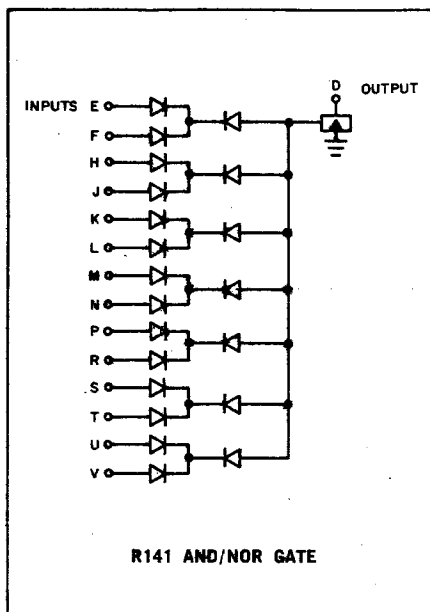 D OUTPUT
INPUTS E
F
H
J
K
L
M
N
P
R
S
T
U
V
R141 AND/NOR GATE